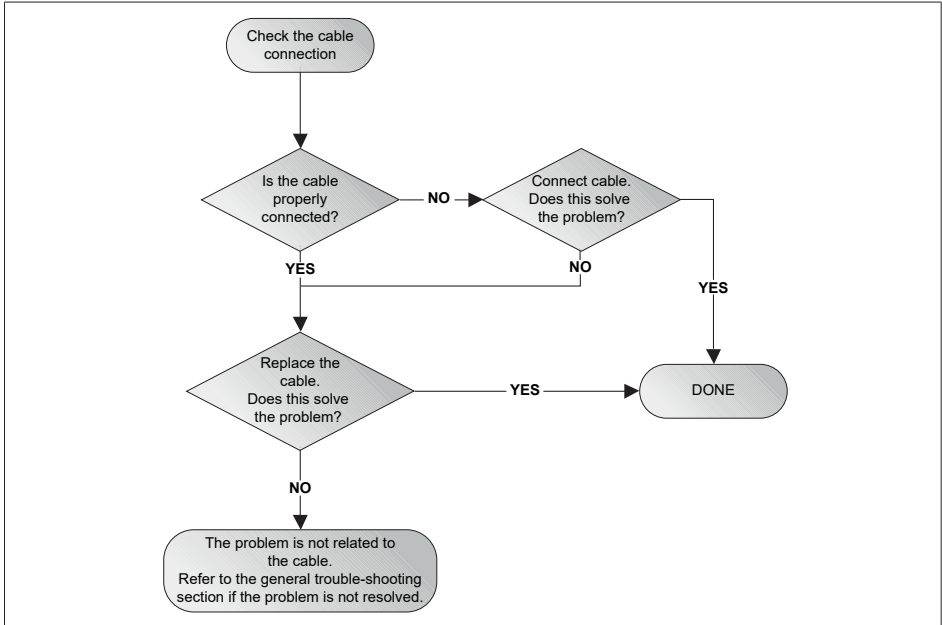 Check the cable
connection
Is the cable
properly
connected?
NO
Connect cable.
Does this solve
the problem?
YES
NO
YES
Replace the
cable.
Does this solve
the problem?
YES
DONE
NO
The problem is not related to
the cable.
Refer to the general trouble-shooting
section if the problem is not resolved.